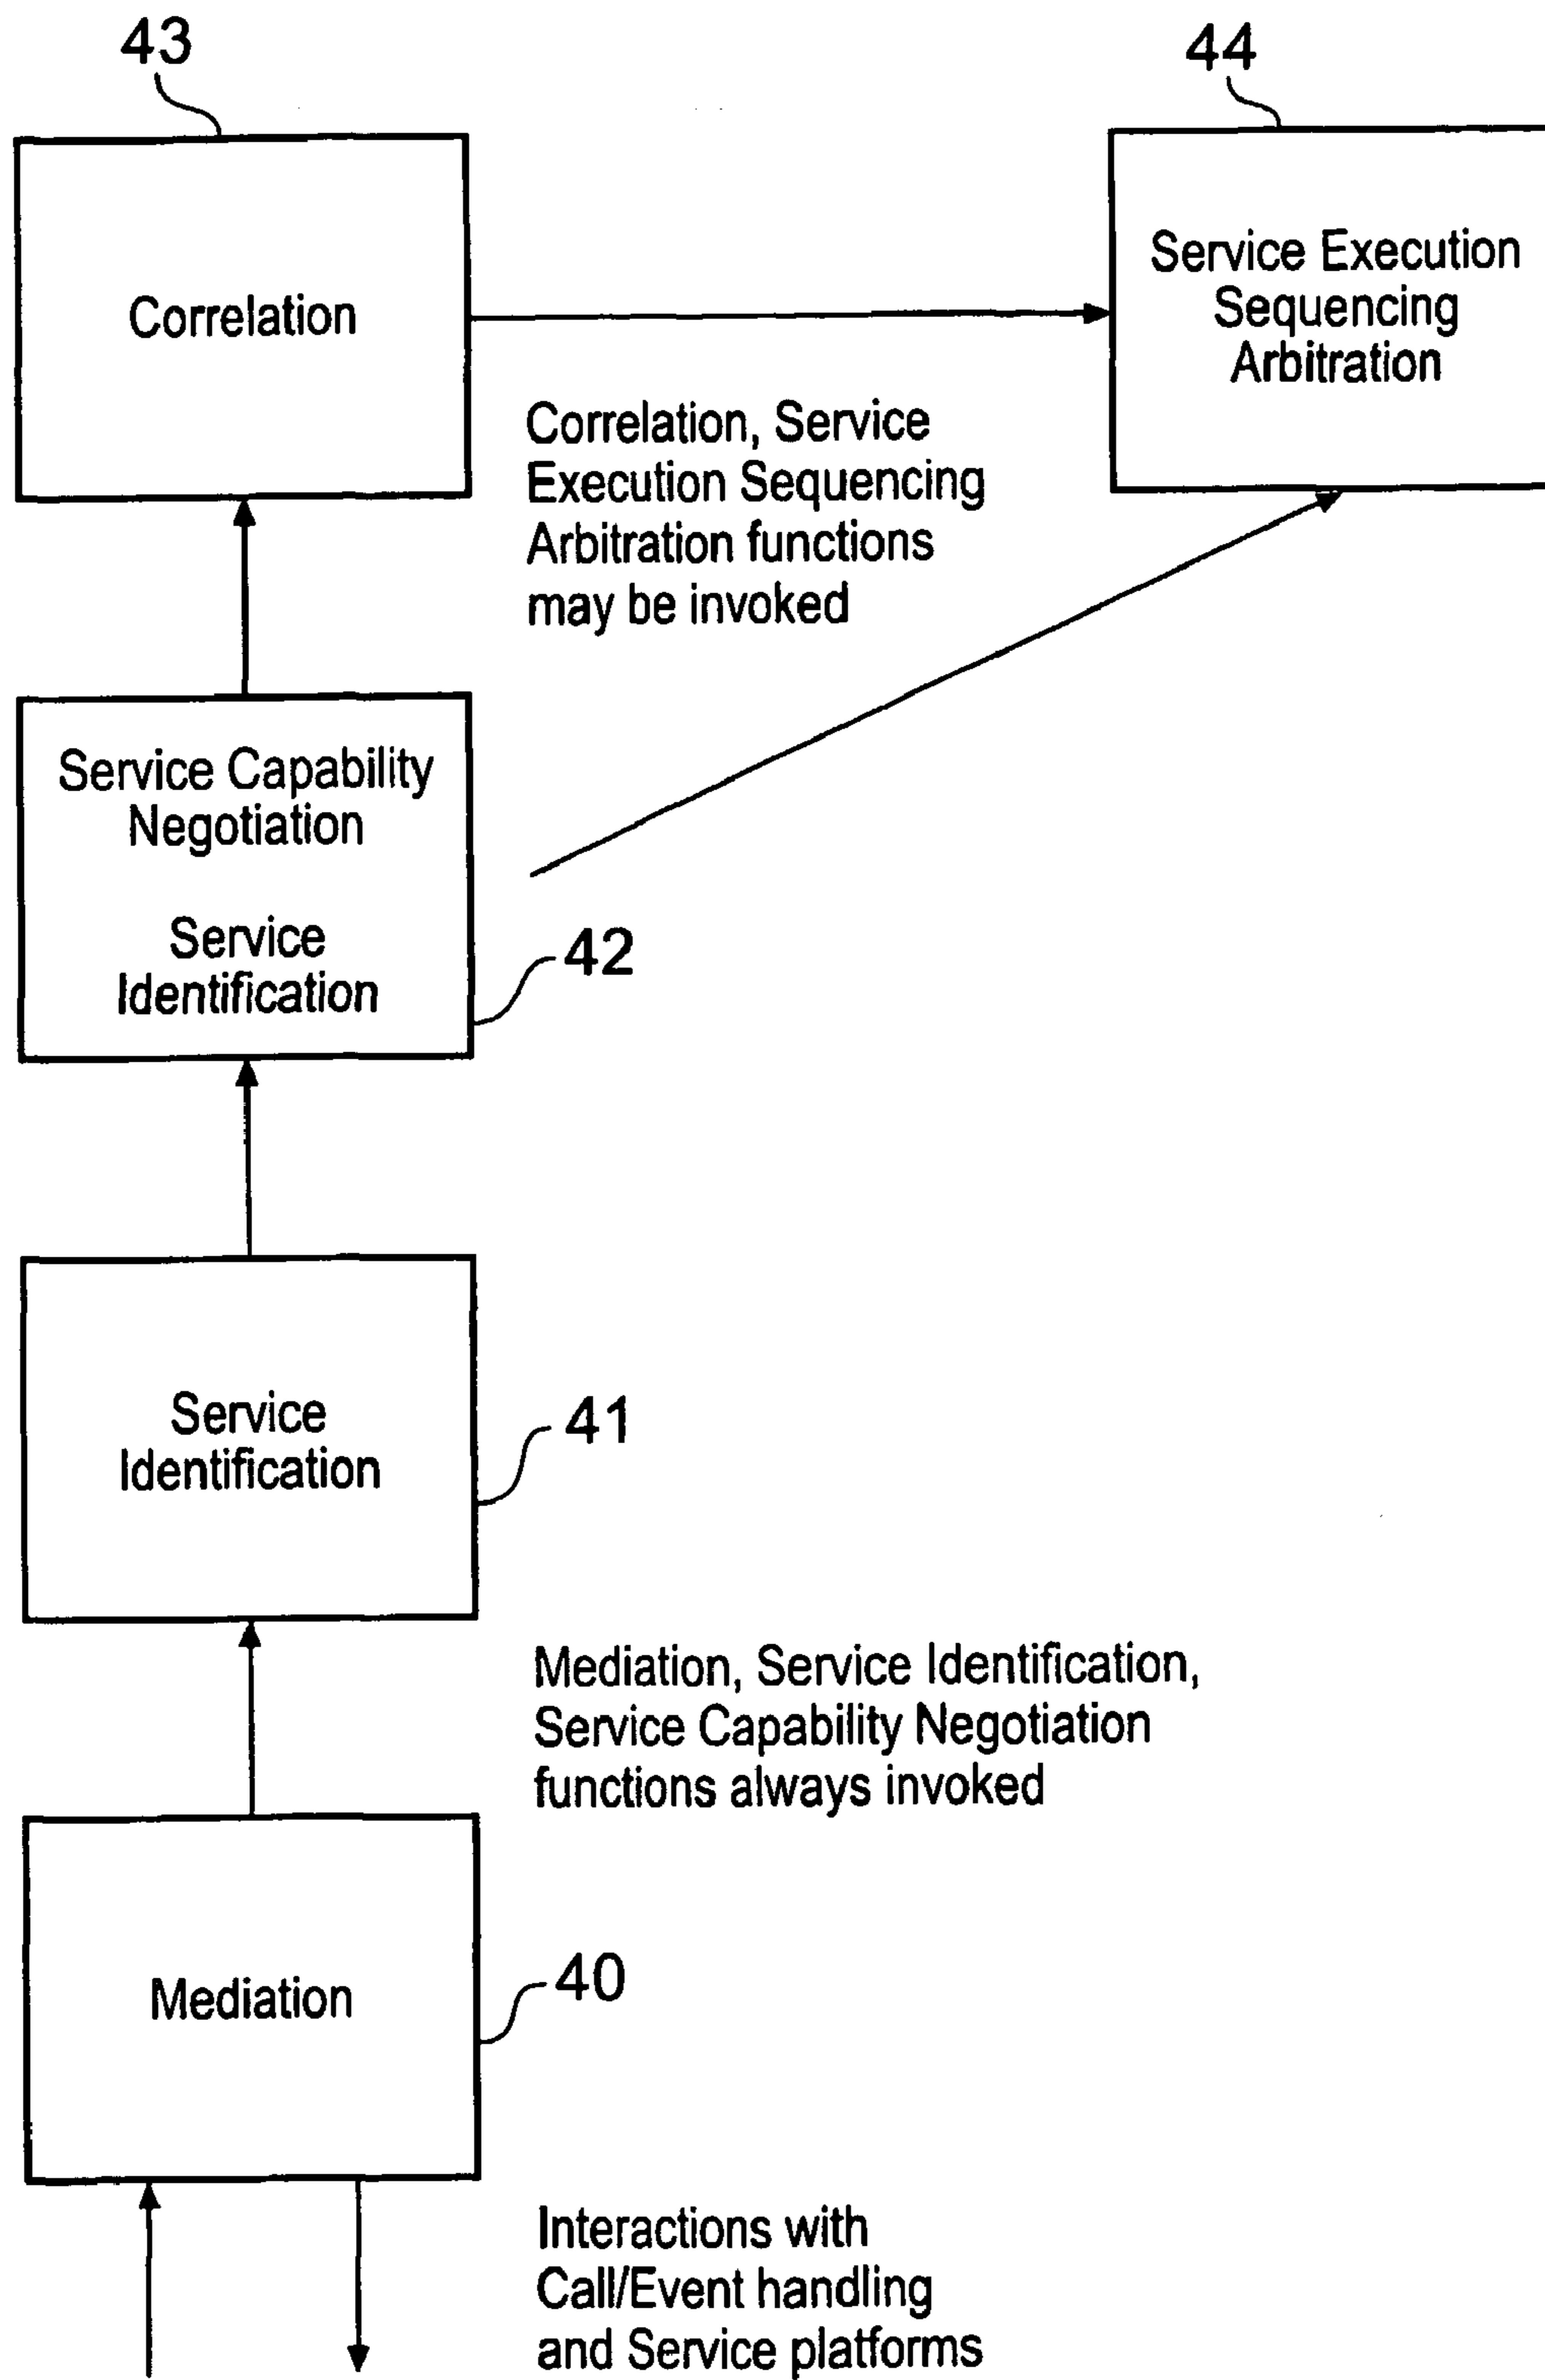 43
44
Correlation
Service Execution
Sequencing
Arbitration
Correlation, Service
Execution Sequencing
Arbitration functions
may be invoked
Service Capability
Negotiation
Service
Identification
42
Service
Identification
41
Mediation, Service Identification,
Service Capability Negotiation
functions always invoked
Mediation
40
Interactions with
Call/Event handling
and Service platforms